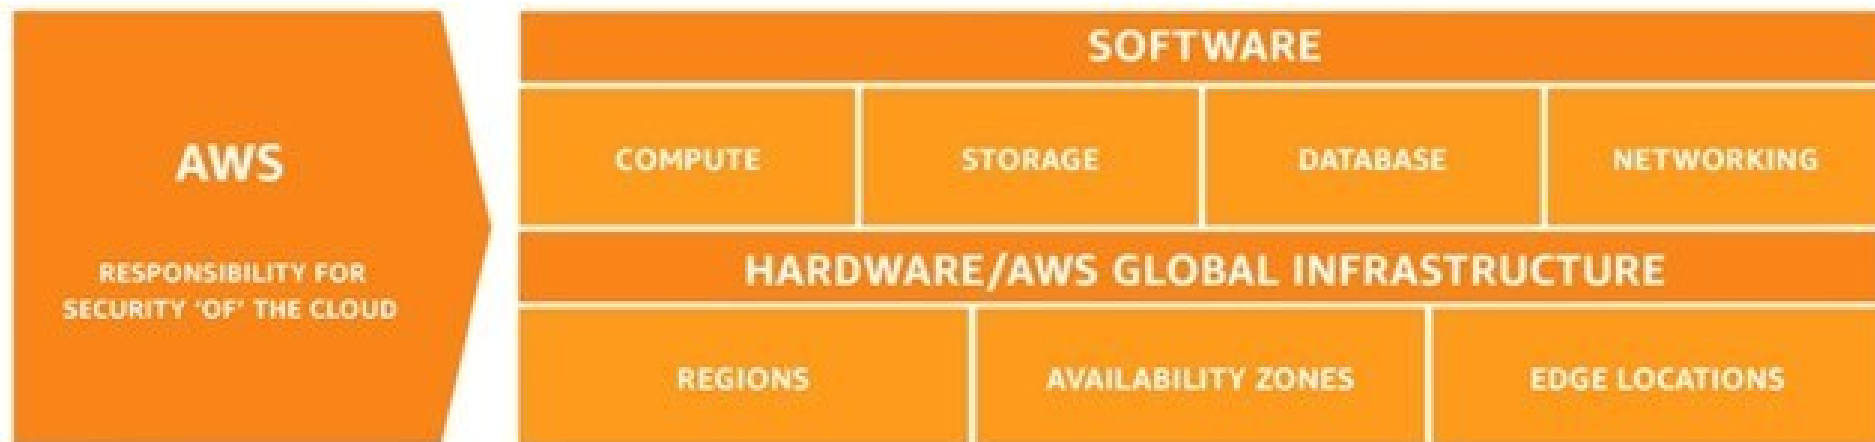 AWS
RESPONSIBILITY FOR
SECURITY ‘OF’ THE CLOUD
SOFTWARE
COMPUTE
STORAGE
DATABASE
NETWORKING
HARDWARE/AWS GLOBAL INFRASTRUCTURE
REGIONS
AVAILABILITY ZONES
EDGE LOCATIONS